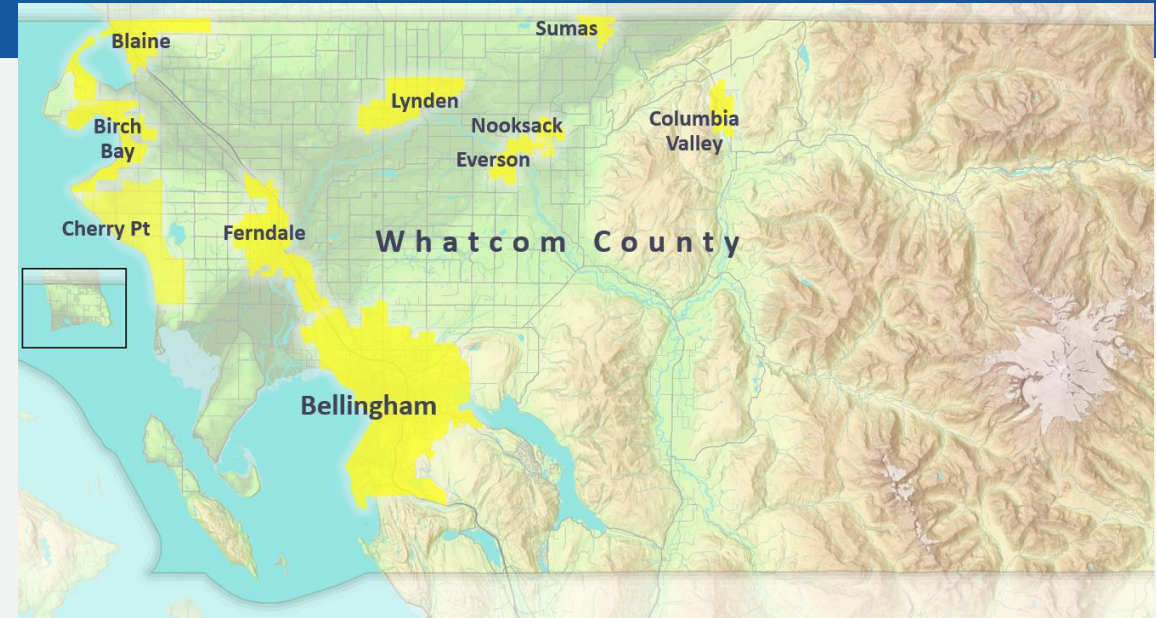 Blaine
Sumas
Lynden
Birch
Bay
Nooksack
Everson
Columbia
Valley
Cherry Pt
Ferndale
Whatcom County
Bellingham